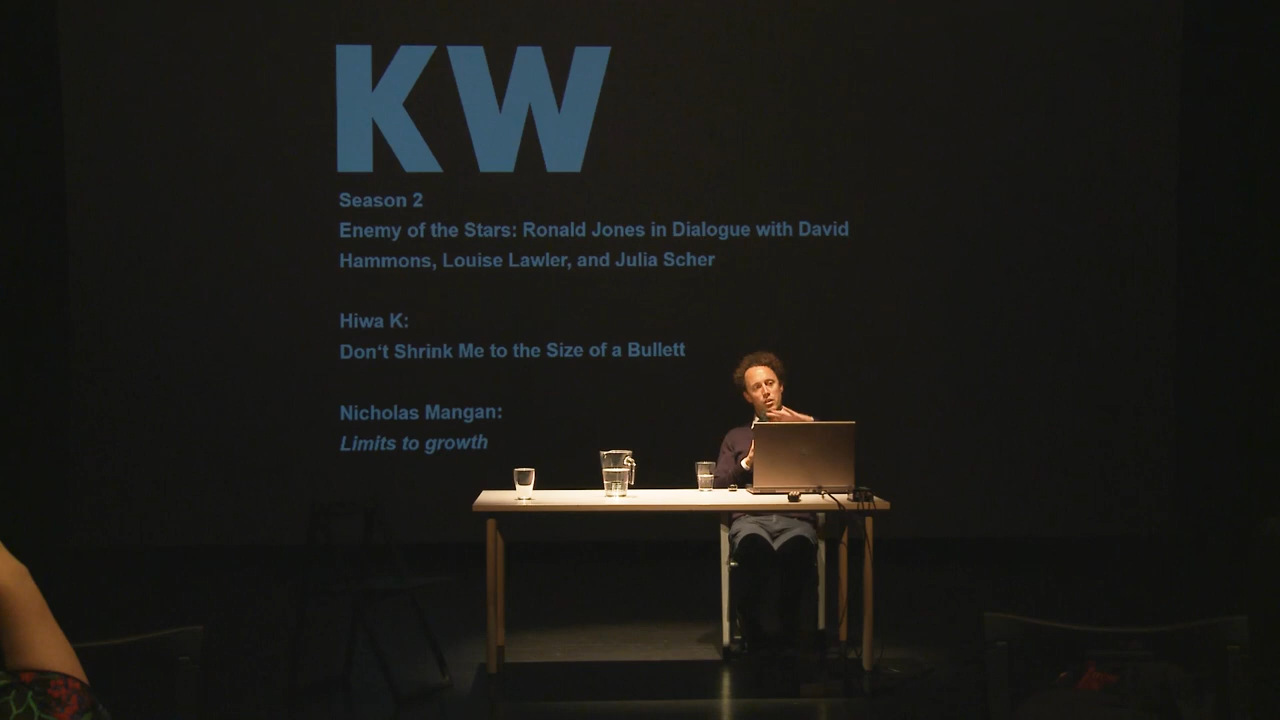 KW
Season 2
Enemy of the Stars: Ronald Jones in Dialogue with David
Hammons, Louise Lawler, and Julia Scher
Hiwa K:
Don‘t Shrink Me to the Size of a Bullett
Nicholas Mangan:
Limits to growth